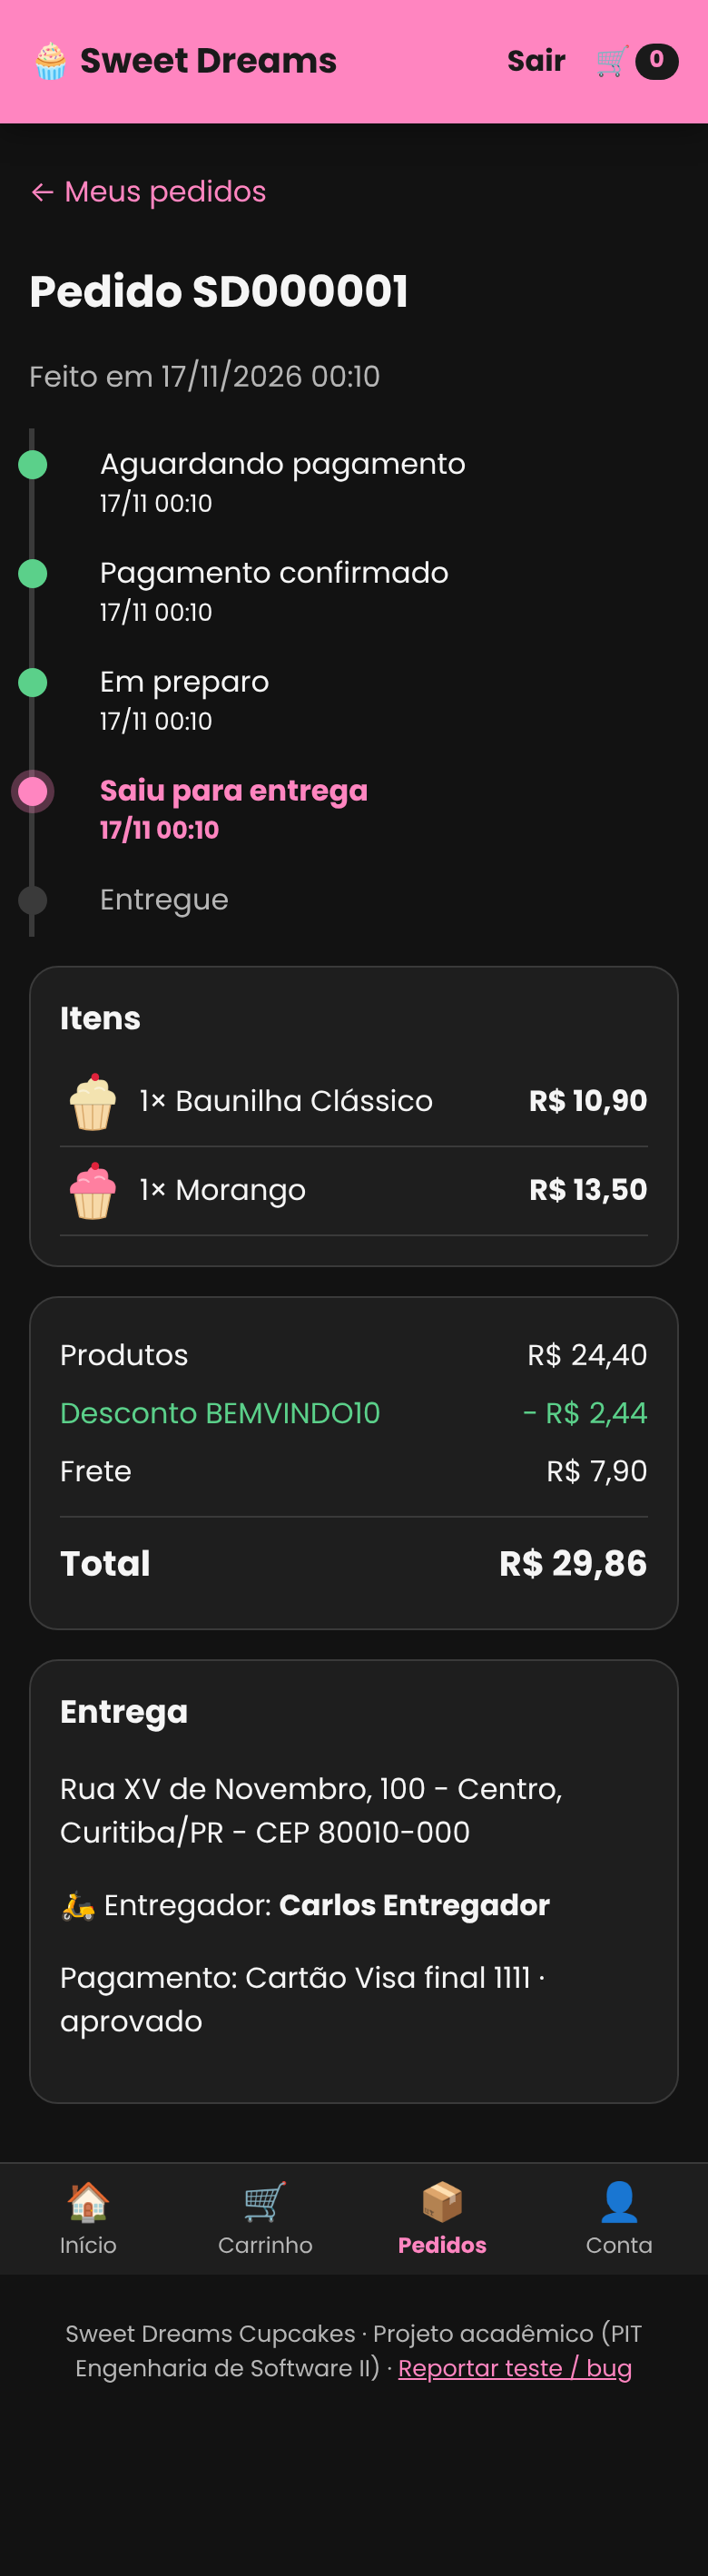 Sweet Dreams
Sair
0
← Meus pedidos
Pedido SD000001
Feito em 17/11/2026 00:10
Aguardando pagamento
17/11 00:10
Pagamento confirmado
17/11 00:10
Em preparo
17/11 00:10
Saiu para entrega
17/11 00:10
Entregue
Itens
1× Baunilha Clássico R$ 10,90
1× Morango R$ 13,50
Produtos R$ 24,40
Desconto BEMVINDO10 - R$ 2,44
Frete R$ 7,90
Total R$ 29,86
Entrega
Rua XV de Novembro, 100 - Centro,
Curitiba/PR - CEP 80010-000
Entregador: Carlos Entregador
Pagamento: Cartão Visa final 1111 ·
aprovado
Início Carrinho Pedidos Conta
Sweet Dreams Cupcakes · Projeto acadêmico (PIT
Engenharia de Software II) · Reportar teste / bug